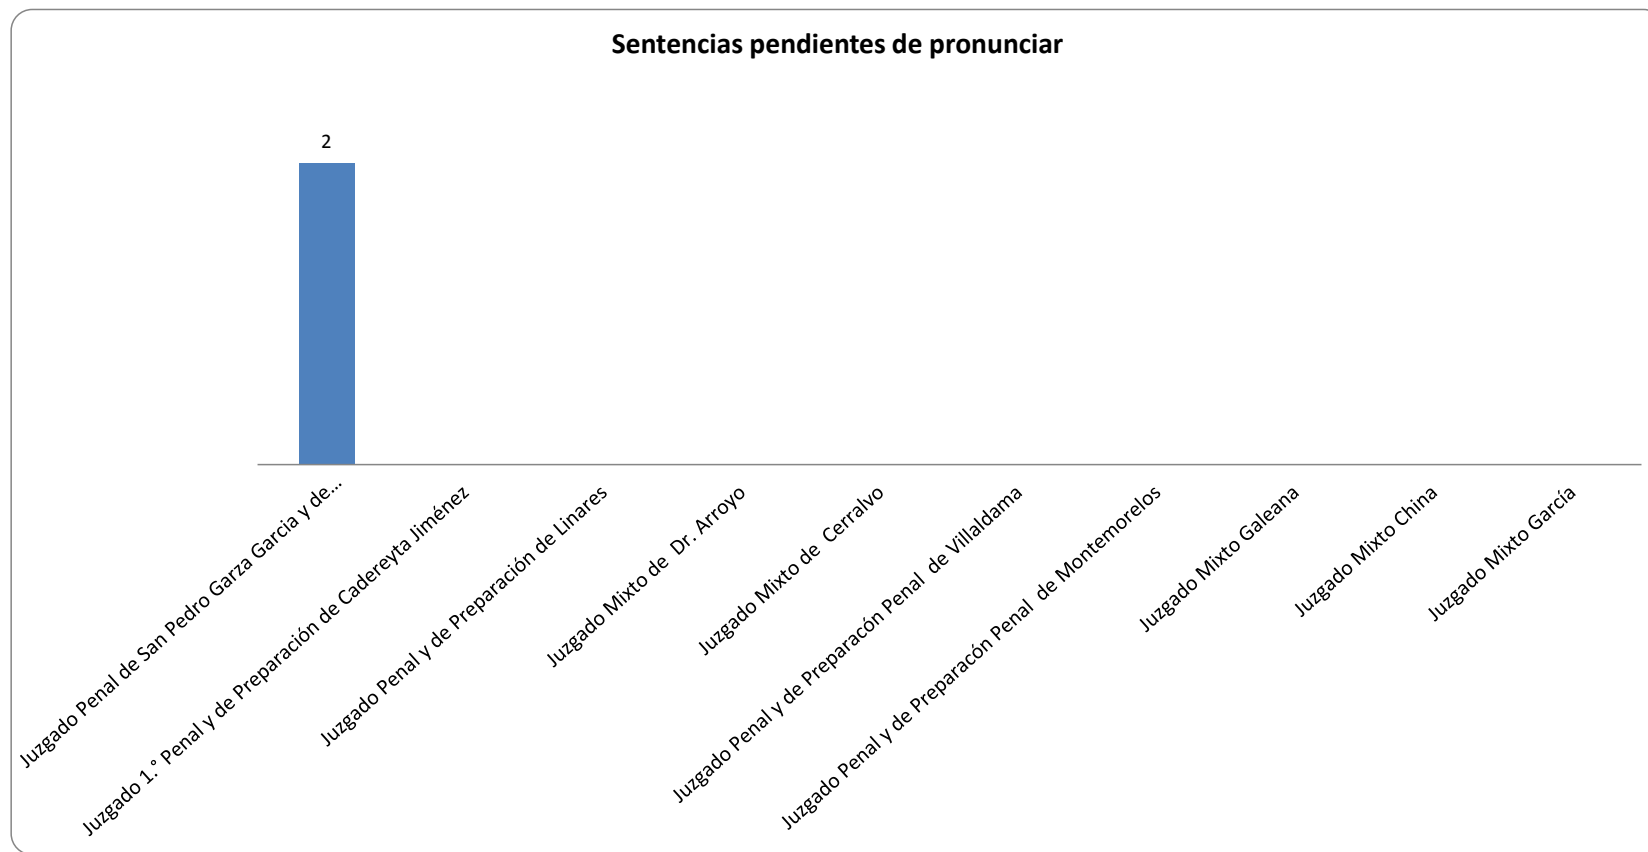 Sentencias pendientes de pronunciar
2
Juzgado Penal de San Pedro Garza Garcia y de...
Juzgado 1.° Penal y de Preparación de Cadereyta Jiménez
Juzgado Penal y de Preparación de Linares
Juzgado Mixto de  Dr. Arroyo
Juzgado Mixto de  Cerralvo
Juzgado Penal y de Preparacón Penal  de Villaldama
Juzgado Penal y de Preparacón Penal  de Montemorelos
Juzgado Mixto Galeana
Juzgado Mixto China
Juzgado Mixto García